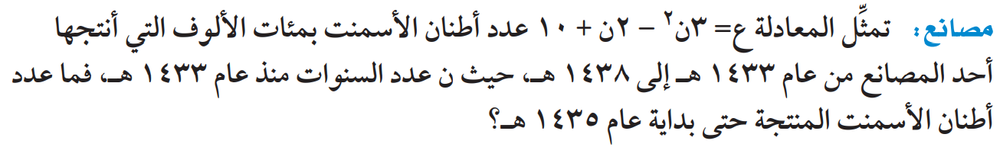 مصانع: تمثِّل المعادلة ع= ٣ن٢ – ٢ن + ١٠ عدد أطنان الأسمنت بمئات الألوف التي أنتجها
أحد المصانع من عام ١٤٣٣ هـ إلى ١٤٣٨ هـ، حيث ن عدد السنوات منذ عام ١٤٣٣ هـ، فما عدد
أطنان الأسمنت المنتجة حتى بداية عام ١٤٣٥ هـ؟